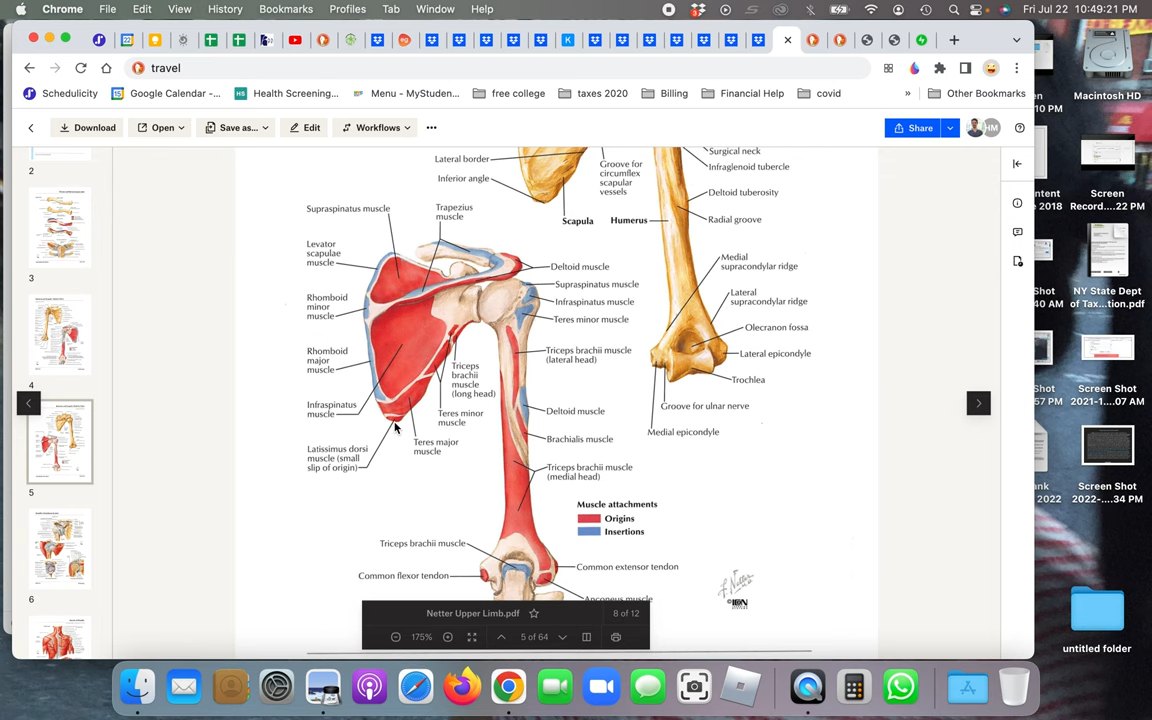 Chrome File Edit View History Bookmarks Profiles Tab Window Help Fri Jul 22 10:49:21 PM
travel
Schedulicity Google Calendar -... Health Screening... Menu - MyStuden... free college taxes 2020 Billing Financial Help covid » Other Bookmarks
Download Open Save as... Edit Workflows Share HM
2
3
4
5
6
Lateral border
Inferior angle
Groove for
circumflex
scapular
vessels
Scapula
Humerus
Surgical neck
Infraglenoid tubercle
Deltoid tuberosity
Radial groove
Medial
supracondylar ridge
Lateral
supracondylar ridge
Olecranon fossa
Lateral epicondyle
Trochlea
Groove for ulnar nerve
Medial epicondyle
Supraspinatus muscle
Trapezius
muscle
Levator
scapulae
muscle
Rhomboid
minor
muscle
Rhomboid
major
muscle
Infraspinatus
muscle
Latissimus dorsi
muscle (small
slip of origin)
Teres major
muscle
Teres minor
muscle
Triceps
brachii
muscle
(long head)
Deltoid muscle
Supraspinatus muscle
Infraspinatus muscle
Teres minor muscle
Triceps brachii muscle
(lateral head)
Deltoid muscle
Brachialis muscle
Triceps brachii muscle
(medial head)
Muscle attachments
Origins
Insertions
Triceps brachii muscle
Common flexor tendon
Common extensor tendon
Anconeus muscle
Netter Upper Limb.pdf 8 of 12
175% 5 of 64
Macintosh HD
Screen
Record....22 PM
NY State Dept
of Tax...tion.pdf
Screen Shot
2021-1....07 AM
Screen Shot
2022-....34 PM
untitled folder